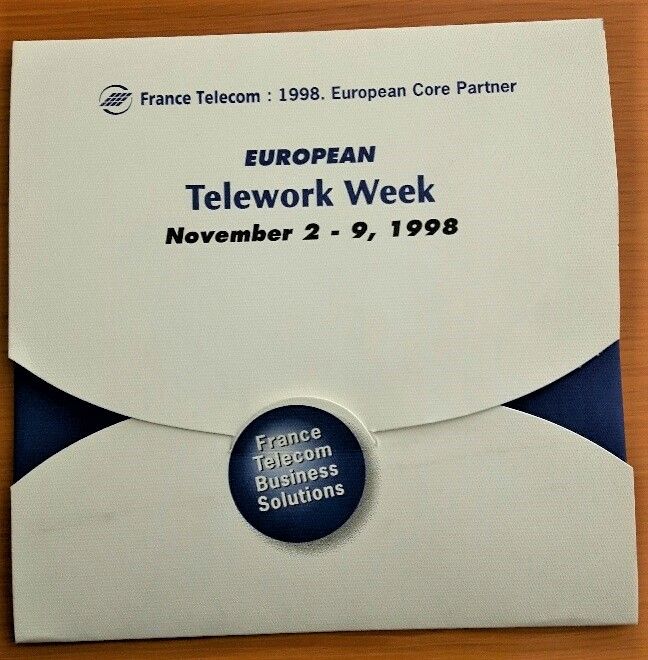 France Telecom : 1998. European Core Partner
EUROPEAN
Telework Week
November 2 - 9, 1998
France
Telecom
Business
Solutions